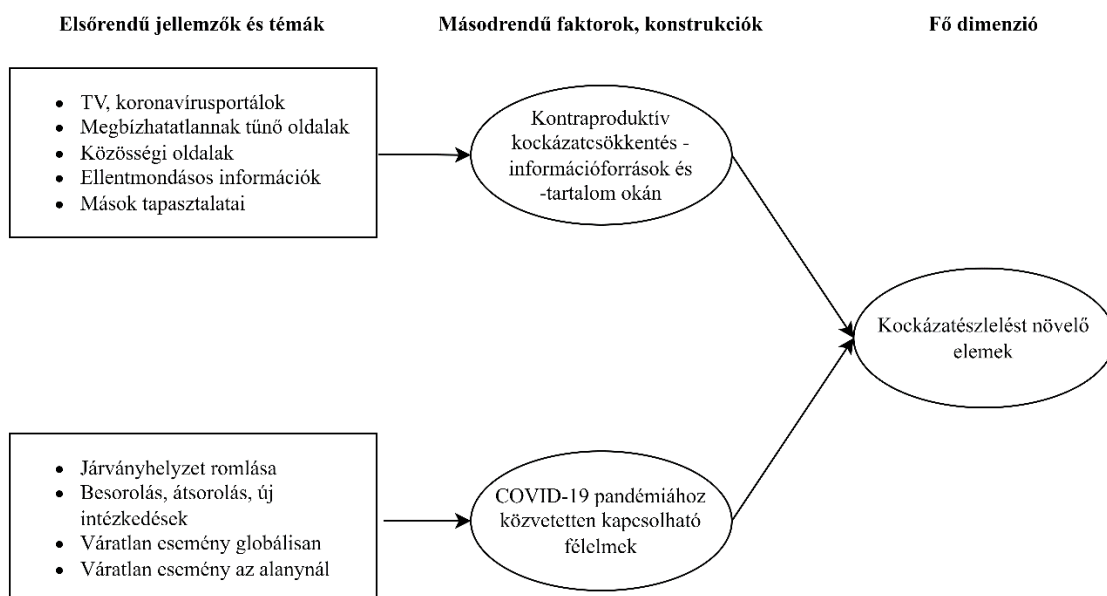 Elsőrendű jellemzők és témák
Másodrendű faktorok, konstrukciók
Fő dimenzió
• TV, koronavírusportálok
• Megbízhatatlannak tűnő oldalak
• Közösségi oldalak
• Ellentmondásos információk
• Mások tapasztalatai
Kontraproduktív
kockázatcsökkentés -
információforrások és
-tartalom okán
Kockázatészlelést növelő
elemek
• Járványhelyzet romlása
• Besorolás, átsorolás, új
intézkedések
• Váratlan esemény globálisan
• Váratlan esemény az alanynál
COVID-19 pandémiához
közvetetten kapcsolható
félelmek